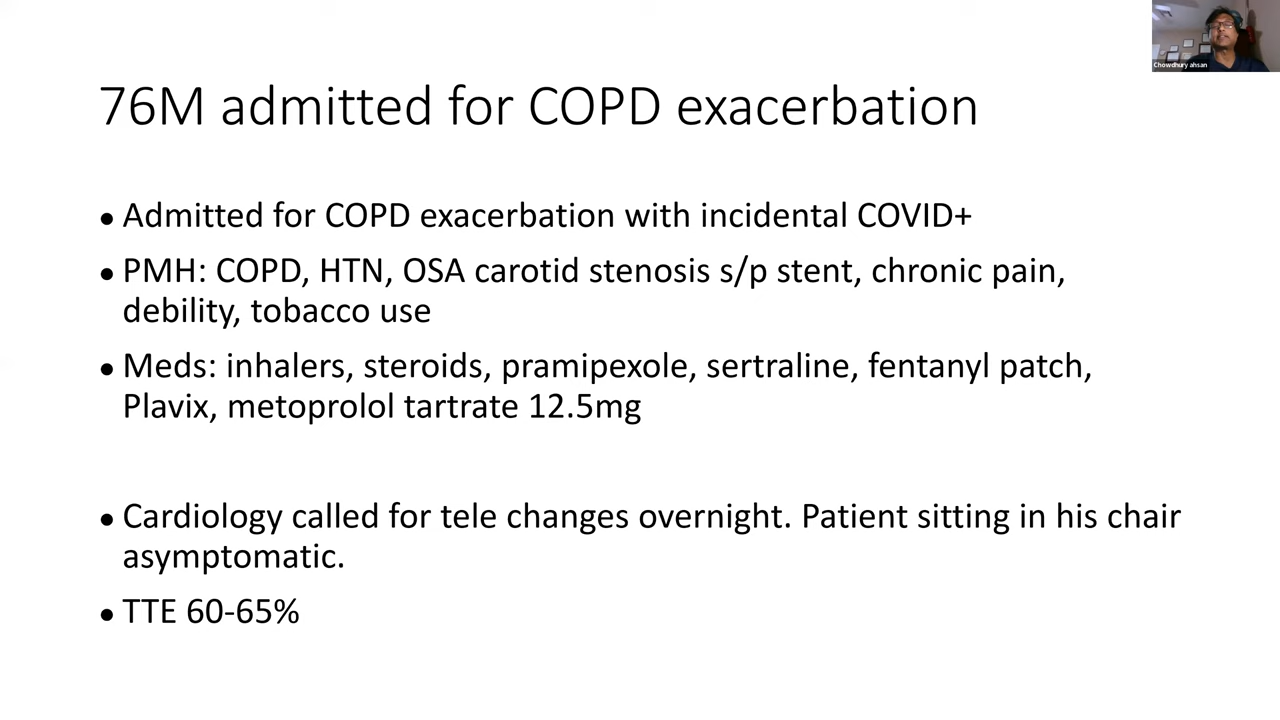 Chowdhury ahsan
76M admitted for COPD exacerbation
● Admitted for COPD exacerbation with incidental COVID+
● PMH: COPD, HTN, OSA carotid stenosis s/p stent, chronic pain,
debility, tobacco use
● Meds: inhalers, steroids, pramipexole, sertraline, fentanyl patch,
Plavix, metoprolol tartrate 12.5mg
● Cardiology called for tele changes overnight. Patient sitting in his chair
asymptomatic.
● TTE 60-65%